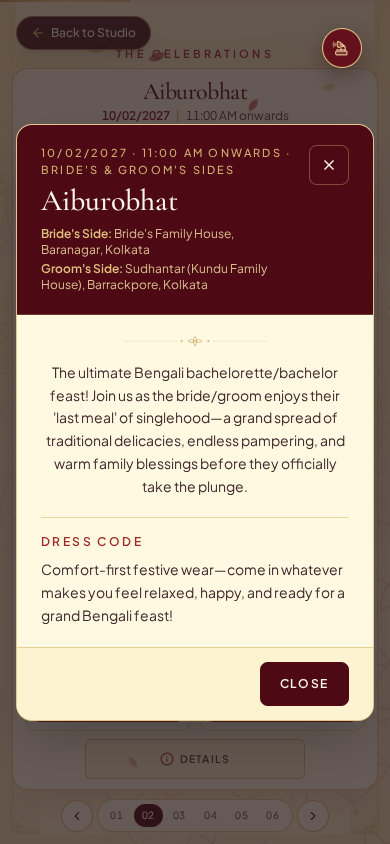 Back to Studio
THE CELEBRATIONS
Aiburobhat
10/02/2027 | 11:00 AM onwards
10/02/2027 · 11:00 AM ONWARDS ·
BRIDE'S & GROOM'S SIDES
Aiburobhat
Bride's Side: Bride's Family House,
Baranagar, Kolkata
Groom's Side: Sudhantar (Kundu Family
House), Barrackpore, Kolkata
The ultimate Bengali bachelorette/bachelor
feast! Join us as the bride/groom enjoys their
'last meal' of singlehood—a grand spread of
traditional delicacies, endless pampering, and
warm family blessings before they officially
take the plunge.
DRESS CODE
Comfort-first festive wear—come in whatever
makes you feel relaxed, happy, and ready for a
grand Bengali feast!
CLOSE
DETAILS
01 02 03 04 05 06